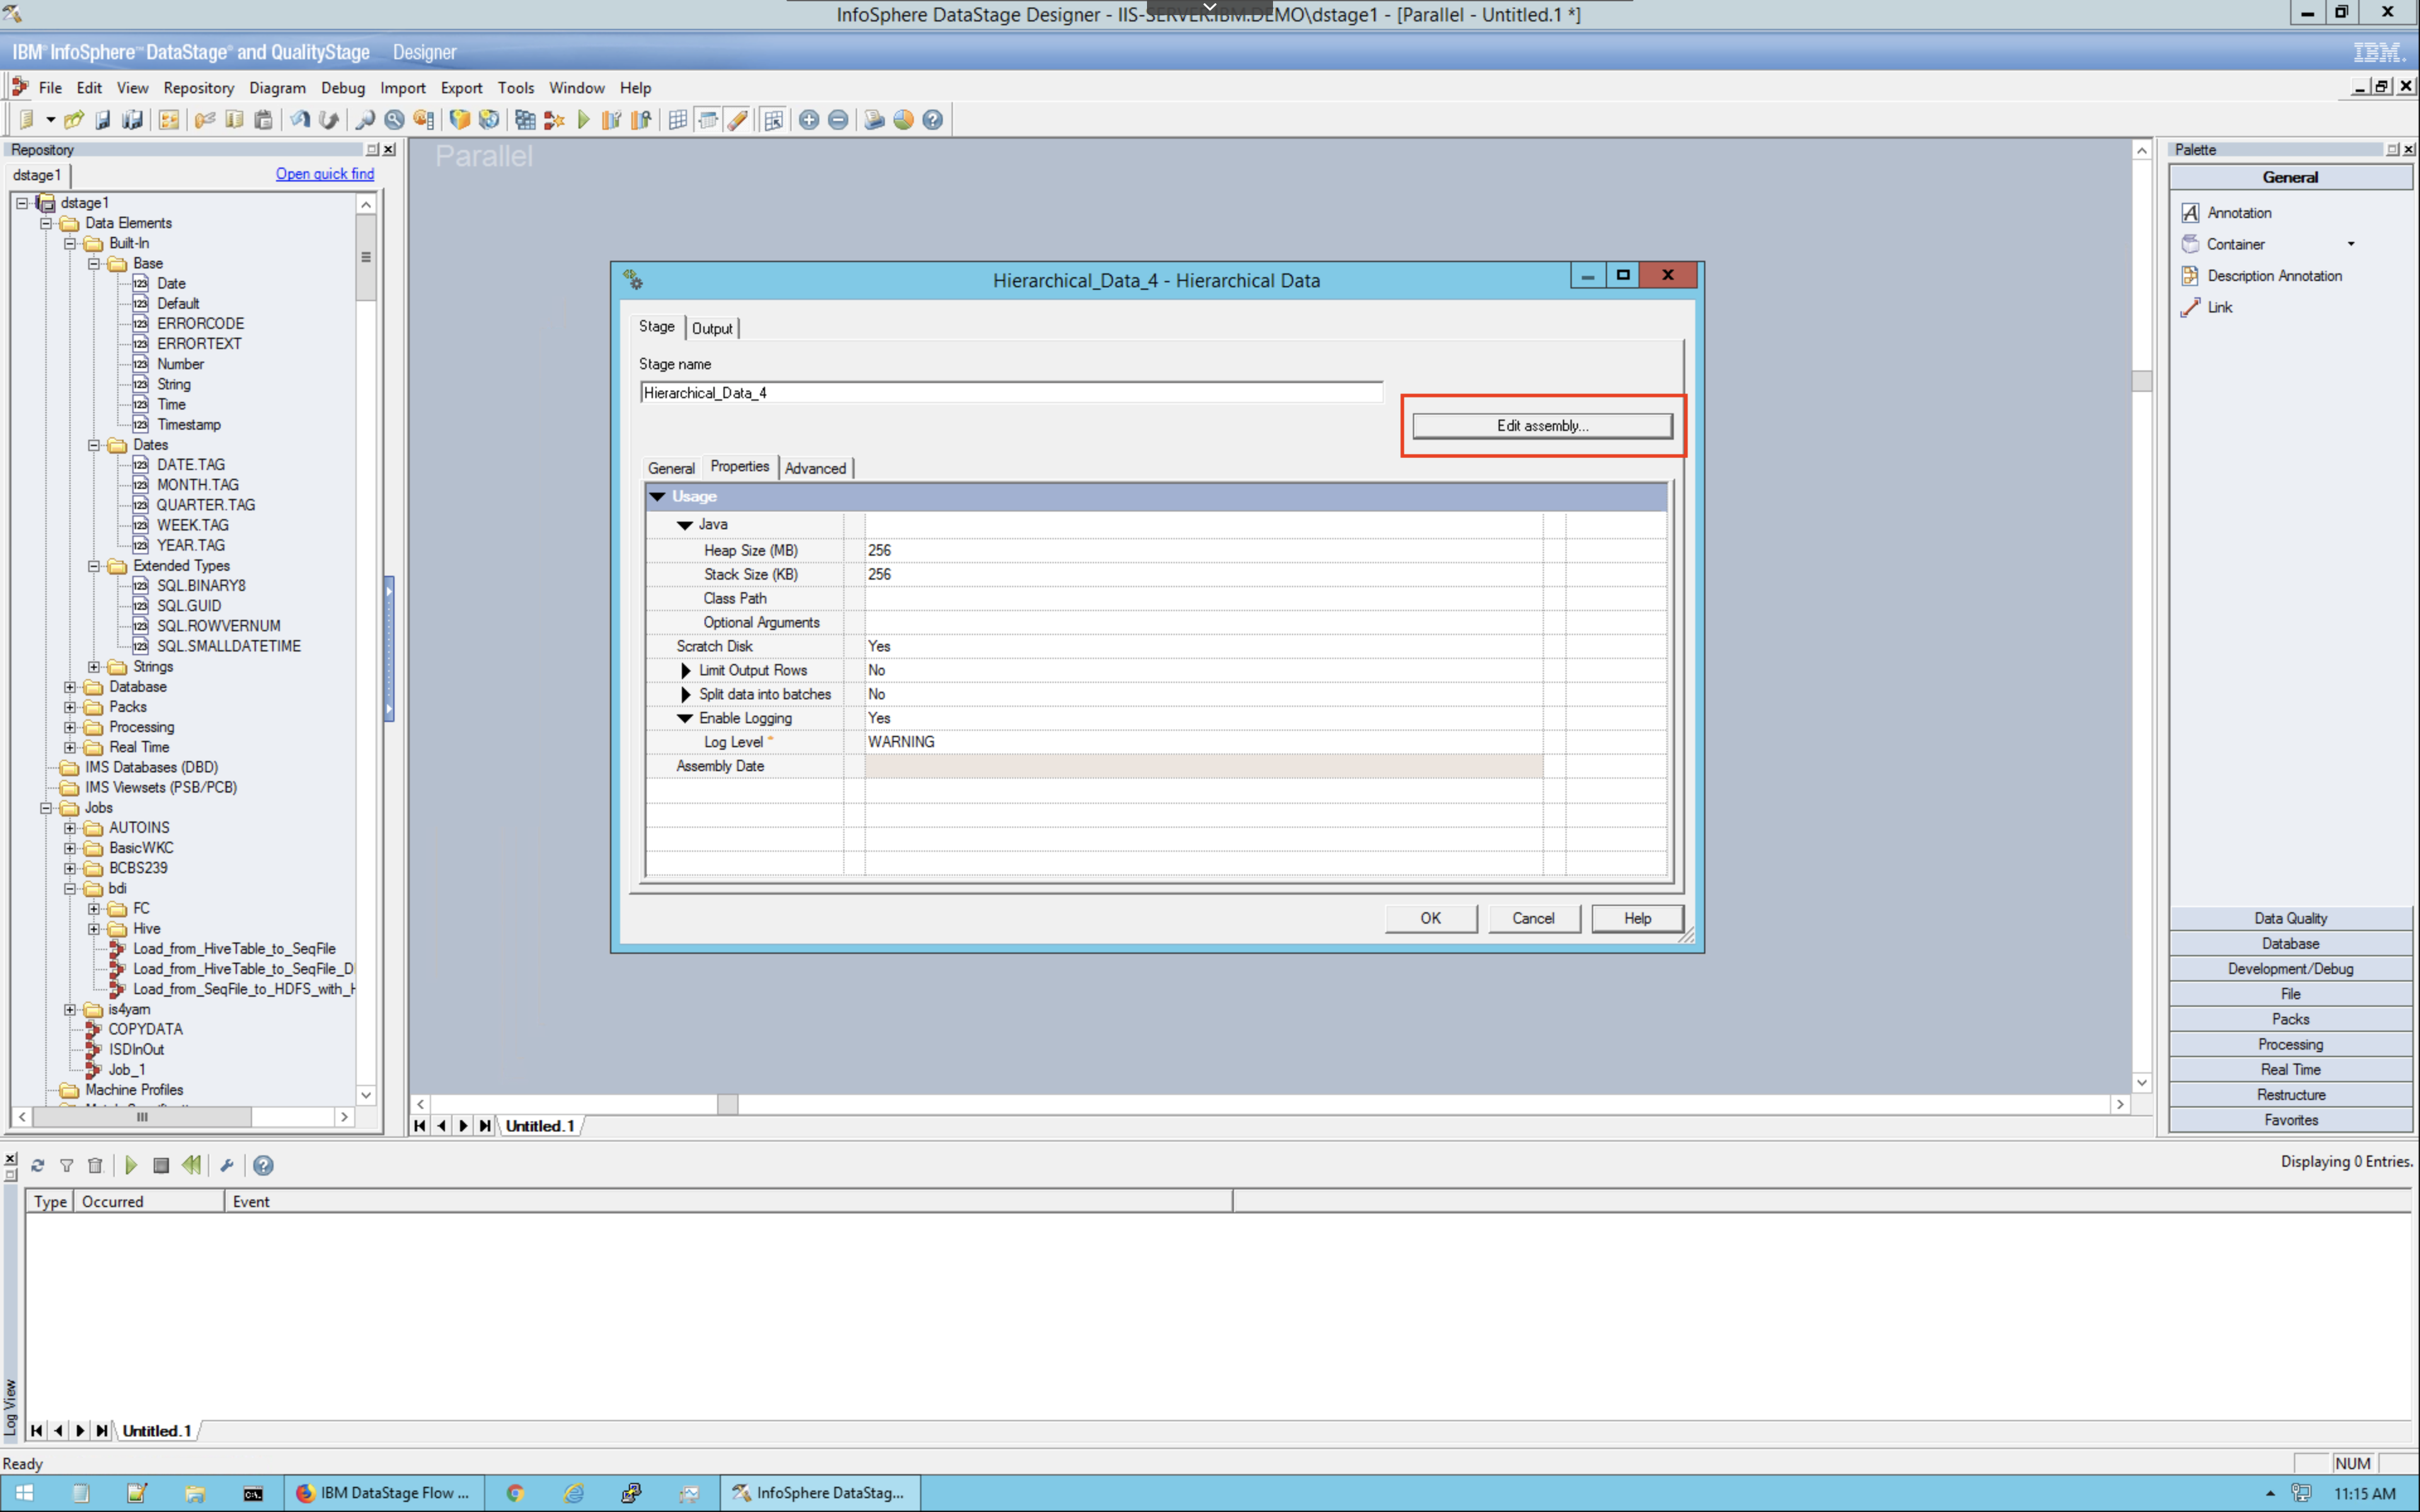 InfoSphere DataStage Designer - IIS-SERVER.IBM.DEMO\dstage1 - [Parallel - Untitled.1 *]
IBM® InfoSphere™ DataStage® and QualityStage Designer
IBM.
File Edit View Repository Diagram Debug Import Export Tools Window Help
Repository
dstage1
Open quick find
dstage1
Data Elements
Built-In
Base
Date
Default
ERRORCODE
ERRORTEXT
Number
String
Time
Timestamp
Dates
DATE.TAG
MONTH.TAG
QUARTER.TAG
WEEK.TAG
YEAR.TAG
Extended Types
SQL.BINARY8
SQL.GUID
SQL.ROWVERNUM
SQL.SMALLDATETIME
Strings
Database
Packs
Processing
Real Time
IMS Databases (DBD)
IMS Viewsets (PSB/PCB)
Jobs
AUTOINS
BasicWKC
BCBS239
bdi
FC
Hive
Load_from_HiveTable_to_SeqFile
Load_from_HiveTable_to_SeqFile_D
Load_from_SeqFile_to_HDFS_with_H
is4yam
COPYDATA
ISDInOut
Job_1
Machine Profiles
Parallel
Hierarchical_Data_4 - Hierarchical Data
Stage Output
Stage name
Hierarchical_Data_4
Edit assembly...
General Properties Advanced
Usage
Java
Heap Size (MB) 256
Stack Size (KB) 256
Class Path
Optional Arguments
Scratch Disk Yes
Limit Output Rows No
Split data into batches No
Enable Logging Yes
Log Level * WARNING
Assembly Date
OK Cancel Help
Untitled.1
Palette
General
Annotation
Container
Description Annotation
Link
Data Quality
Database
Development/Debug
File
Packs
Processing
Real Time
Restructure
Favorites
Displaying 0 Entries.
Type Occurred Event
Log View
Untitled.1
Ready
NUM
IBM DataStage Flow ...
InfoSphere DataStag...
11:15 AM